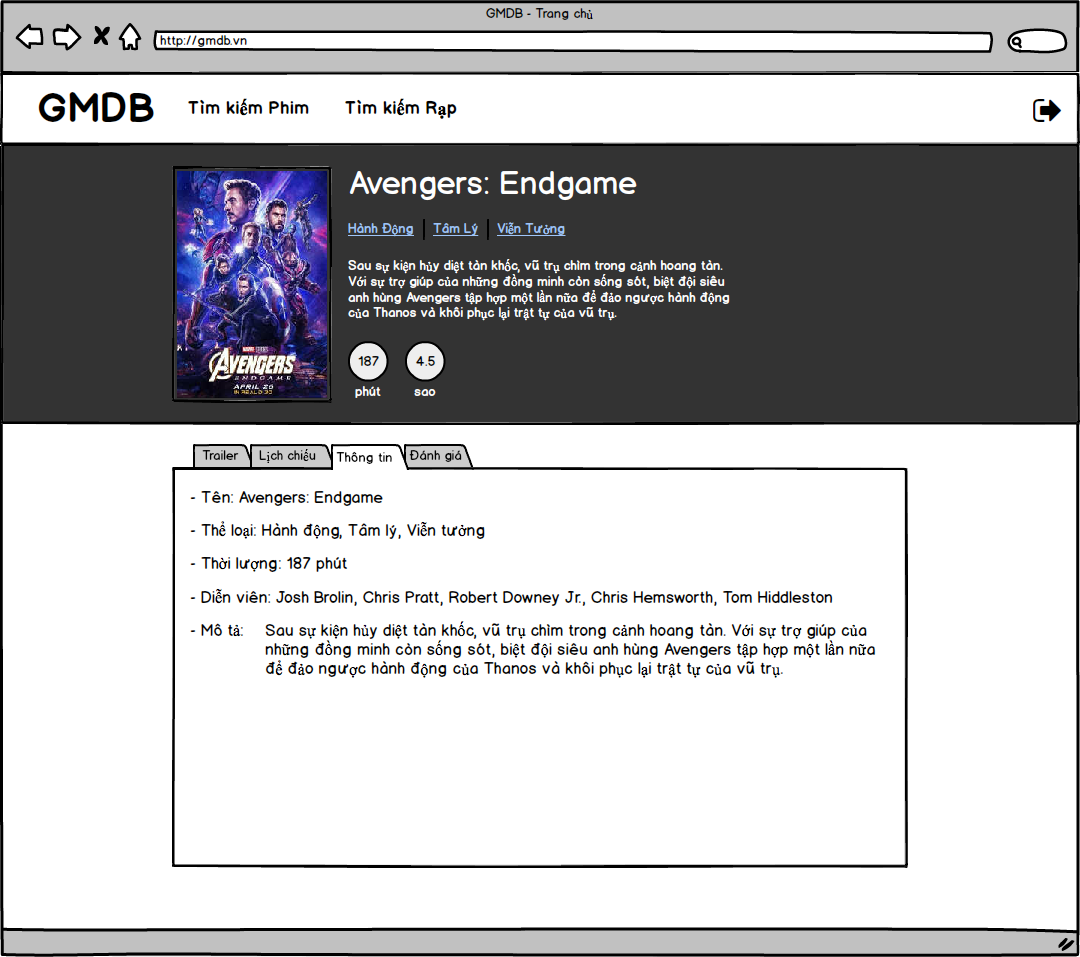 GMDB - Trang chủ
http://gmdb.vn
GMDB Tìm kiếm Phim Tìm kiếm Rạp
Avengers: Endgame
Hành Động Tâm Lý Viễn Tưởng
Sau sự kiện hủy diệt tàn khốc, vũ trụ chìm trong cảnh hoang tàn.
Với sự trợ giúp của những đồng minh còn sống sót, biệt đội siêu
anh hùng Avengers tập hợp một lần nữa để đảo ngược hành động
của Thanos và khôi phục lại trật tự của vũ trụ.
187 4.5
phút sao
MARVEL STUDIOS
AVENGERS
ENDGAME
APRIL 26
IN REALD 3D
Trailer Lịch chiếu Thông tin Đánh giá
- Tên: Avengers: Endgame
- Thể loại: Hành động, Tâm lý, Viễn tưởng
- Thời lượng: 187 phút
- Diễn viên: Josh Brolin, Chris Pratt, Robert Downey Jr., Chris Hemsworth, Tom Hiddleston
- Mô tả: Sau sự kiện hủy diệt tàn khốc, vũ trụ chìm trong cảnh hoang tàn. Với sự trợ giúp của
những đồng minh còn sống sót, biệt đội siêu anh hùng Avengers tập hợp một lần nữa
để đảo ngược hành động của Thanos và khôi phục lại trật tự của vũ trụ.